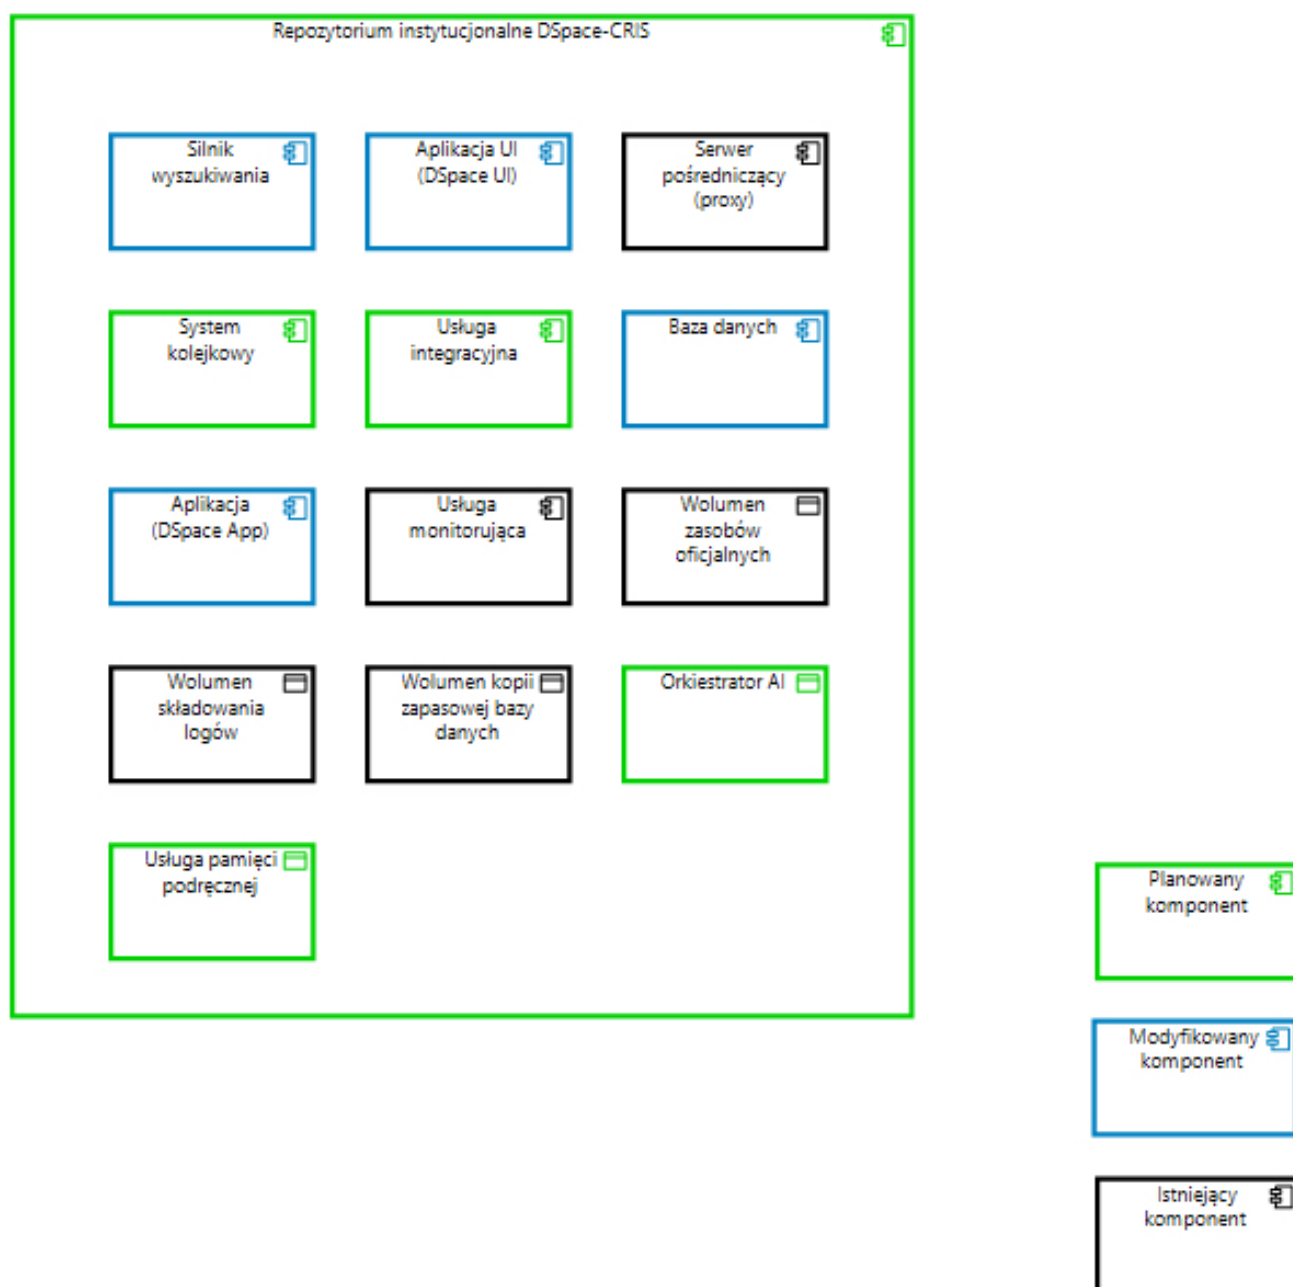 Repozytorium instytucjonalne DSpace-CRIS
Silnik
wyszukiwania
Aplikacja UI
(DSpace UI)
Serwer
pośredniczący
(proxy)
System
kolejkowy
Usługa
integracyjna
Baza danych
Aplikacja
(DSpace App)
Usługa
monitorująca
Wolumen
zasobów
oficjalnych
Wolumen
składowania
logów
Wolumen kopii
zapasowej bazy
danych
Orkiestrator AI
Usługa pamięci
podręcznej
Planowany
komponent
Modyfikowany
komponent
Istniejący
komponent